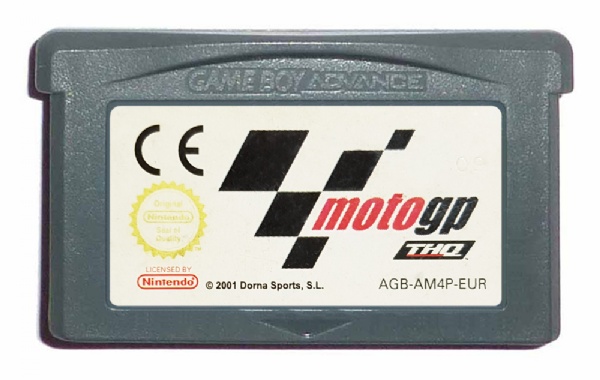 GAME BOY ADVANCE
CE
motogp
THQ
Original
Nintendo
Seal of
Quality
TM
LICENSED BY
Nintendo
© 2001 Dorna Sports, S.L.
AGB-AM4P-EUR